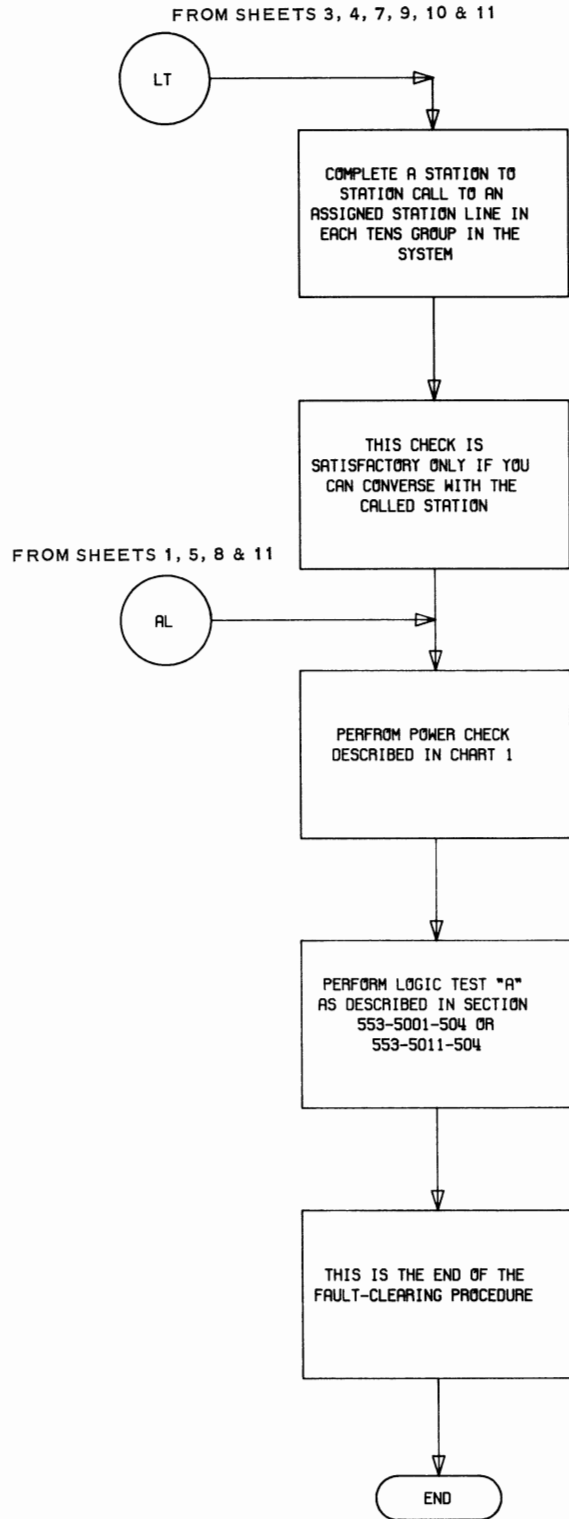 FROM SHEETS 3, 4, 7, 9, 10 & 11
LT
COMPLETE A STATION TO
STATION CALL TO AN
ASSIGNED STATION LINE IN
EACH TENS GROUP IN THE
SYSTEM
THIS CHECK IS
SATISFACTORY ONLY IF YOU
CAN CONVERSE WITH THE
CALLED STATION
FROM SHEETS 1, 5, 8 & 11
AL
PERFROM POWER CHECK
DESCRIBED IN CHART 1
PERFORM LOGIC TEST "A"
AS DESCRIBED IN SECTION
553-5001-504 OR
553-5011-504
THIS IS THE END OF THE
FAULT-CLEARING PROCEDURE
END